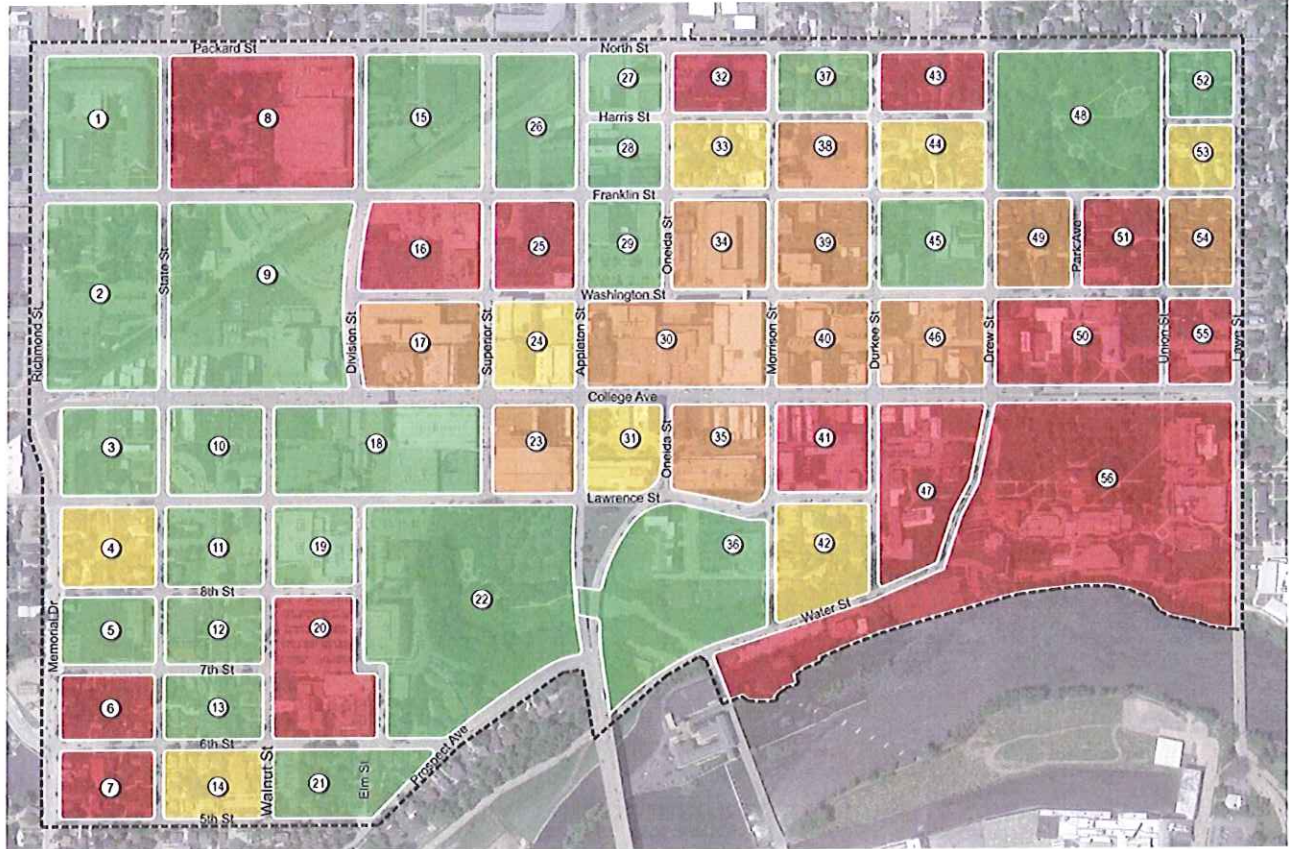 Packard St
North St
1
8
15
26
27
32
37
43
48
52
Harris St
28
33
38
44
53
Franklin St
2
State St
9
16
25
29
Oneida St
34
39
45
49
Park Ave
51
54
Washington St
Richmond St
Division St
17
Superior St
24
Appleton St
30
Morrison St
40
Durkee St
46
Drew St
50
Union St
55
Lawe St
College Ave
3
10
18
23
31
Oneida St
35
41
47
56
Lawrence St
4
11
19
22
36
42
8th St
Memorial Dr
5
12
20
Water St
7th St
6
13
6th St
7
14
Walnut St
21
Elm St
Prospect Ave
5th St